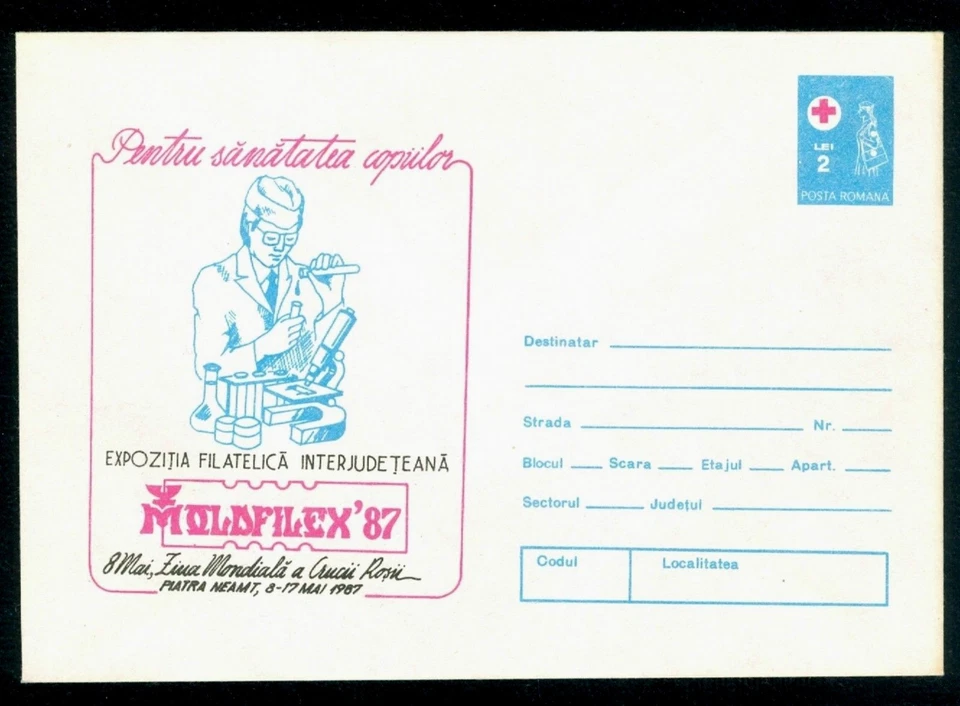 Pentru sănătatea copiilor
EXPOZIȚIA FILATELICĂ INTERJUDEȚEANĂ
MOLDFILEX '87
8 Mai, Ziua Mondială a Crucii Roșii
PIATRA NEAMT, 8-17 MAI 1987
LEI
2
POSTA ROMANA
Destinatar
Strada Nr.
Blocul Scara Etajul Apart.
Sectorul Județul
Codul Localitatea